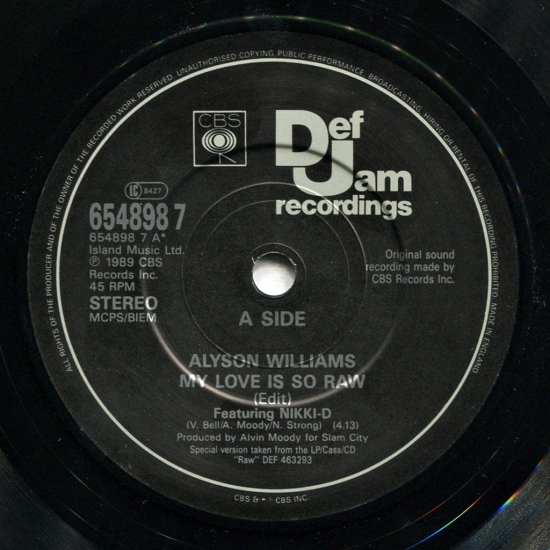 ALL RIGHTS OF THE PRODUCER AND OF THE OWNER OF THE RECORDED WORK RESERVED. UNAUTHORISED COPYING, PUBLIC PERFORMANCE, BROADCASTING, HIRING OR RENTAL OF THIS RECORDING PROHIBITED. MADE IN ENGLAND
CBS
Def
Jam
recordings
LC 8427
654898 7
654898 7 A*
Island Music Ltd.
℗ 1989 CBS
Records Inc.
45 RPM
STEREO
MCPS/BIEM
Original sound
recording made by
CBS Records Inc.
A SIDE
ALYSON WILLIAMS
MY LOVE IS SO RAW
(Edit)
Featuring NIKKI-D
(V. Bell/A. Moody/N. Strong) (4.13)
Produced by Alvin Moody for Slam City
Special version taken from the LP/Cass/CD
"Raw" DEF 463293
CBS & CBS INC.